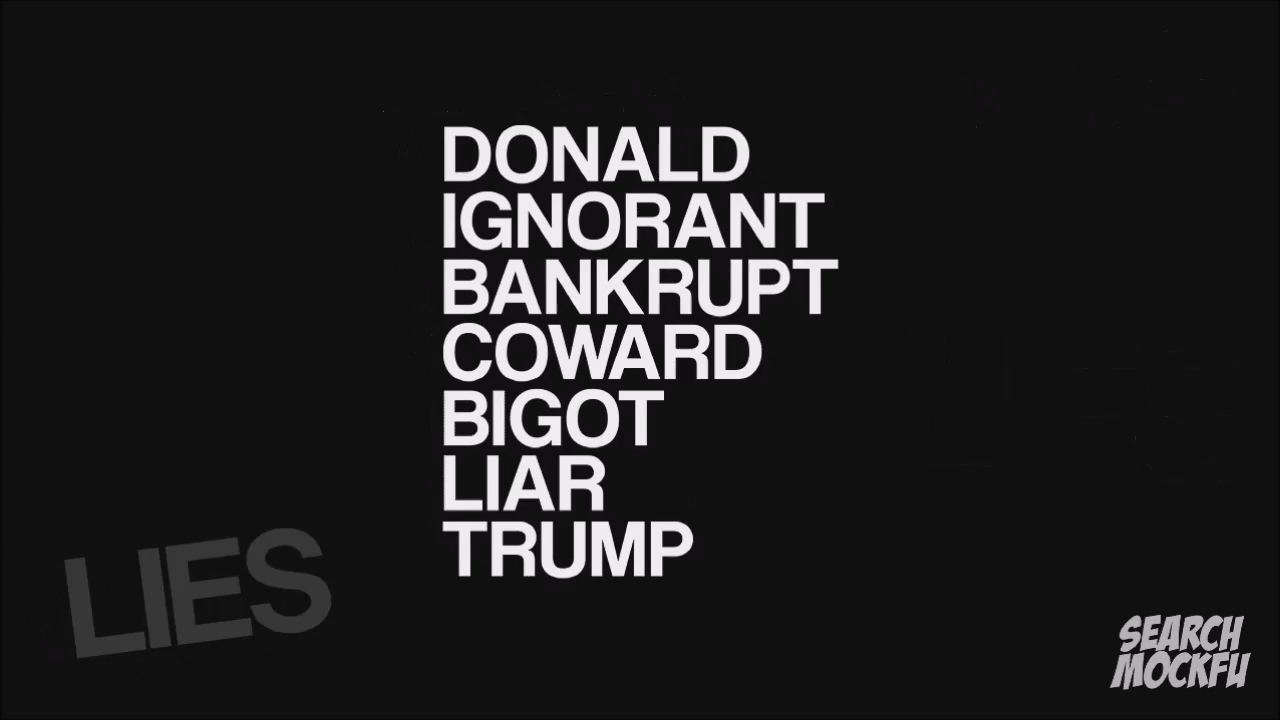 DONALD
IGNORANT
BANKRUPT
COWARD
BIGOT
LIAR
TRUMP
LIES
SEARCH
MOCKFU